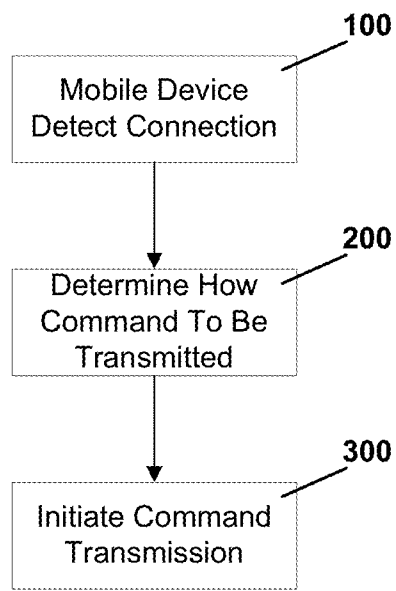 100
Mobile Device
Detect Connection
200
Determine How
Command To Be
Transmitted
300
Initiate Command
Transmission